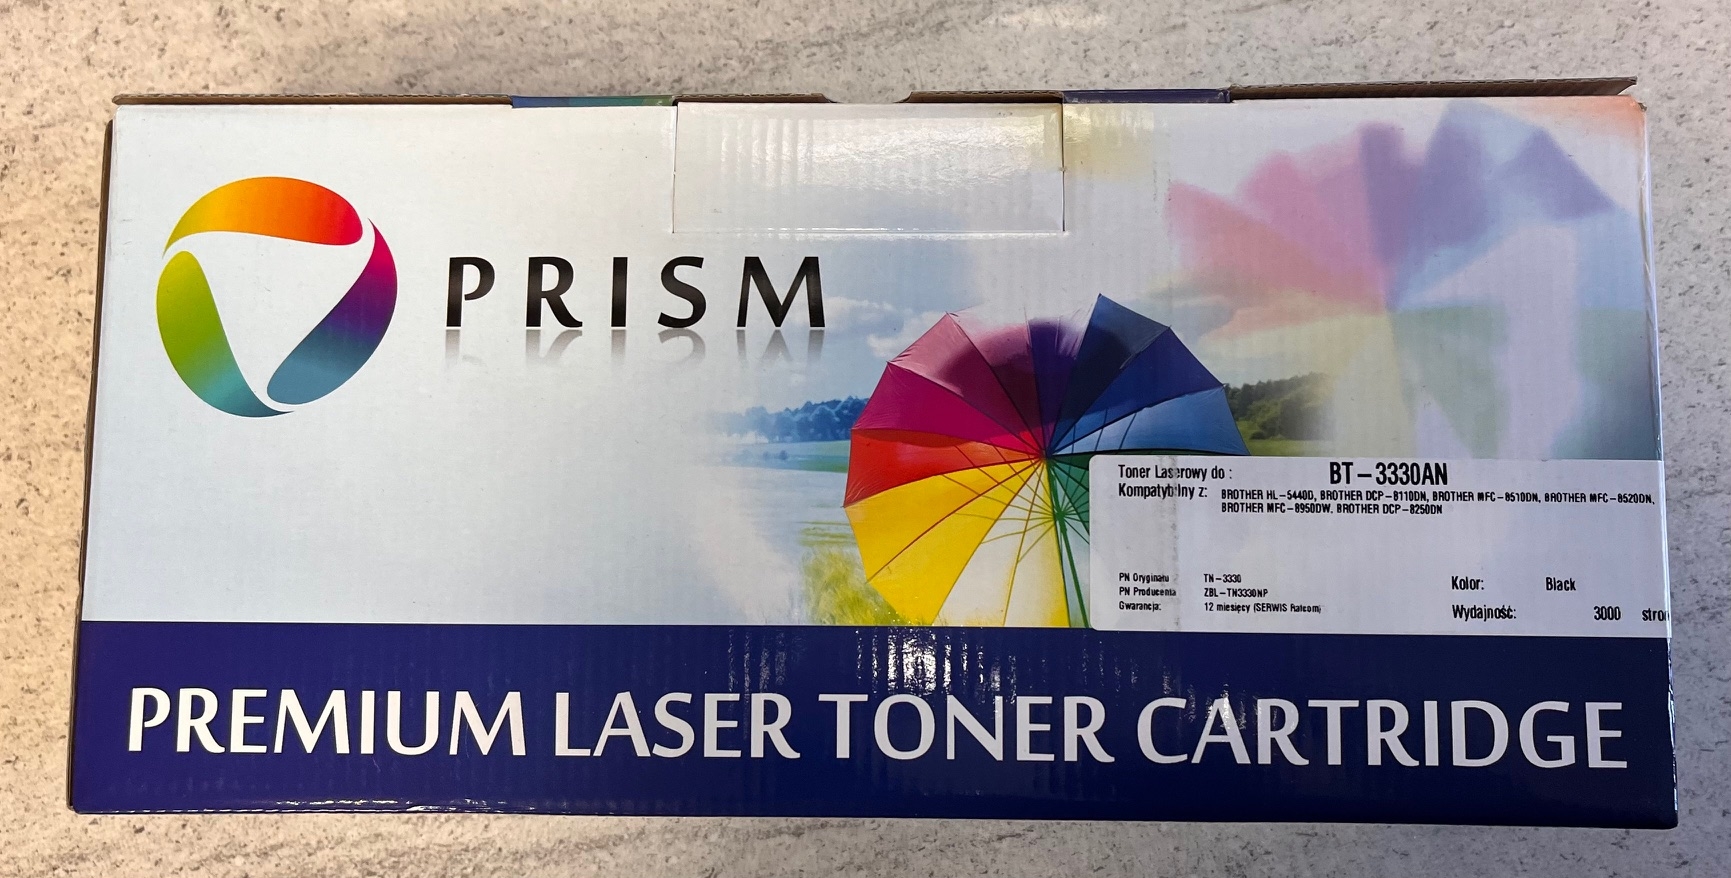 PRISM
Toner Laserowy do : BT-3330AN
Kompatybilny z: BROTHER HL-5440D, BROTHER DCP-8110DN, BROTHER MFC-8510DN, BROTHER MFC-8520DN,
BROTHER MFC-8950DW, BROTHER DCP-8250DN
PN Oryginału TN-3330
PN Producenta ZBL-TN3330NP
Gwarancja: 12 miesięcy (SERWIS Ralcom)
Kolor: Black
Wydajność: 3000 stron
PREMIUM LASER TONER CARTRIDGE